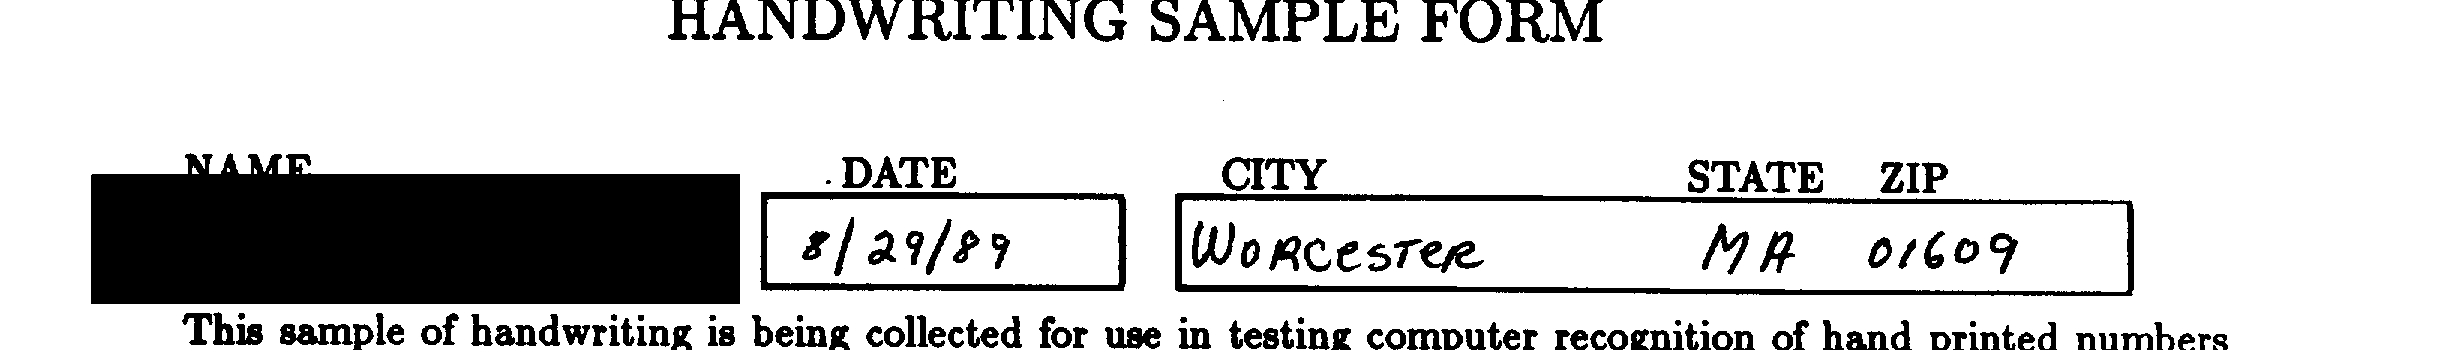 HANDWRITING SAMPLE FORM
NAME DATE CITY STATE ZIP
8/29/89 WORCeSTeR MA 01609
This sample of handwriting is being collected for use in testing computer recognition of hand printed numbers